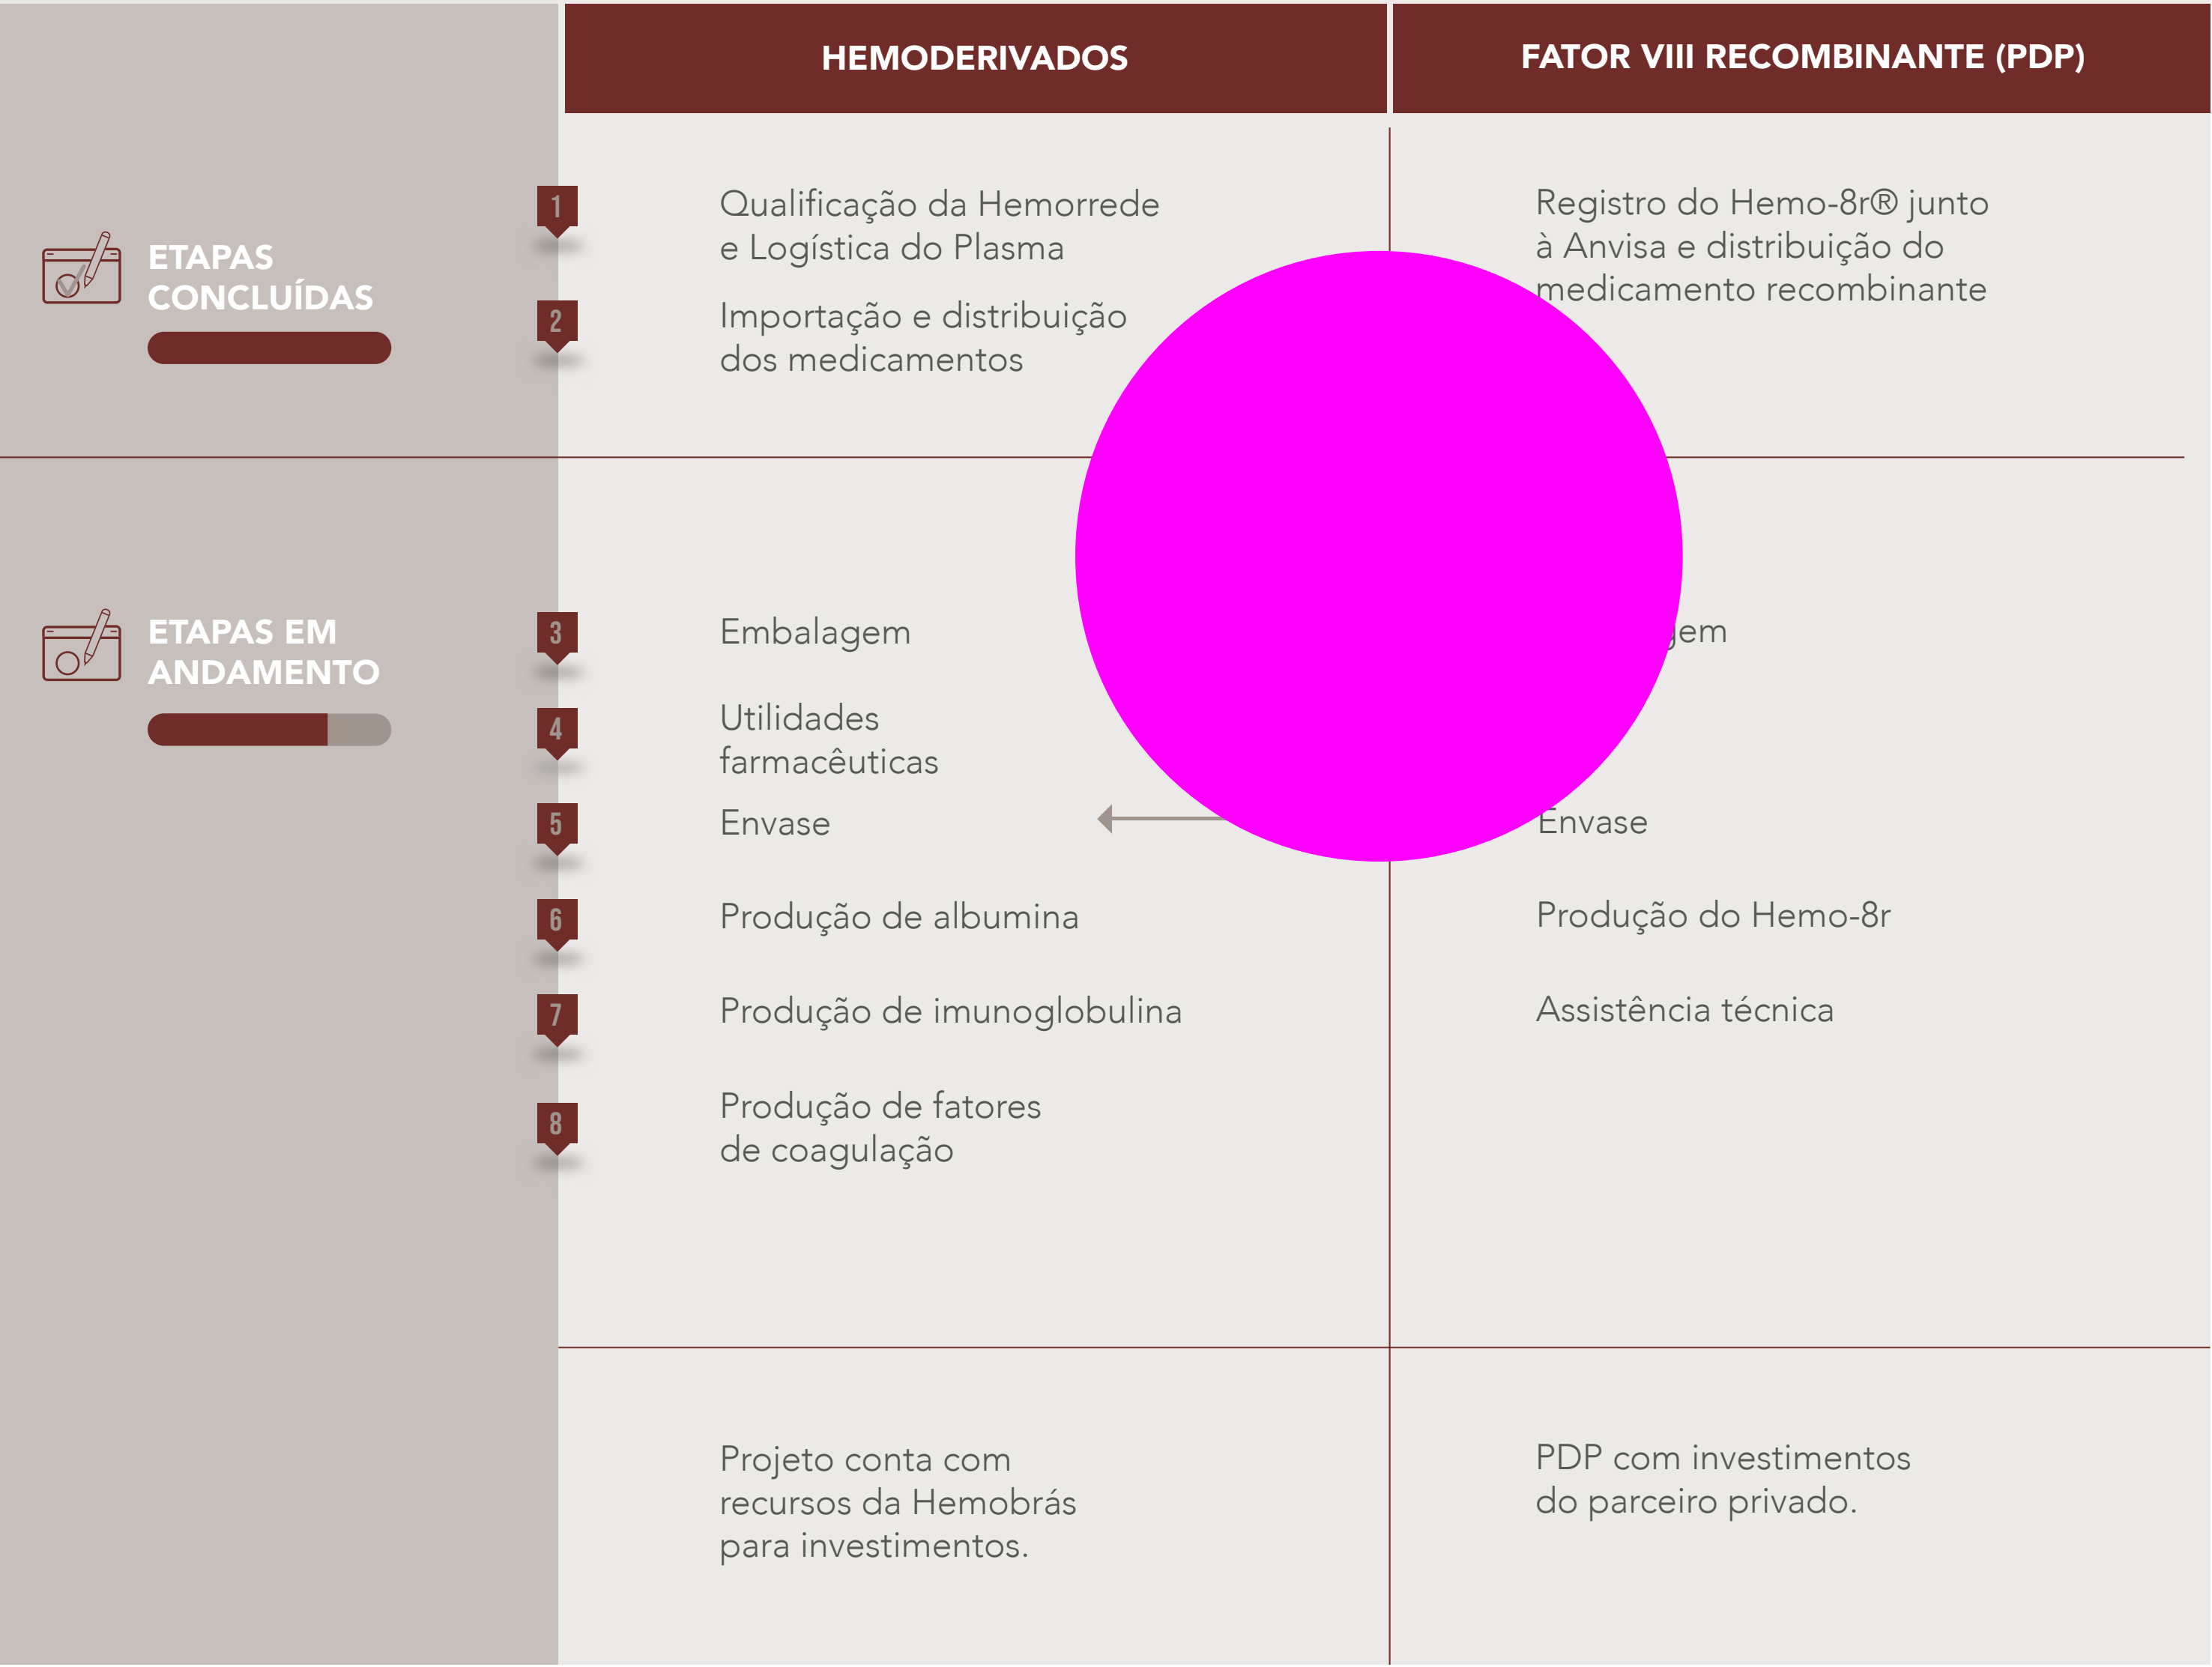 HEMODERIVADOS
FATOR VIII RECOMBINANTE (PDP)
ETAPAS
CONCLUÍDAS
1
Qualificação da Hemorrede
e Logística do Plasma
2
Importação e distribuição
dos medicamentos
Registro do Hemo-8r® junto
à Anvisa e distribuição do
medicamento recombinante
ETAPAS EM
ANDAMENTO
3
Embalagem
4
Utilidades
farmacêuticas
5
Envase
Envase
6
Produção de albumina
Produção do Hemo-8r
7
Produção de imunoglobulina
Assistência técnica
8
Produção de fatores
de coagulação
Projeto conta com
recursos da Hemobrás
para investimentos.
PDP com investimentos
do parceiro privado.